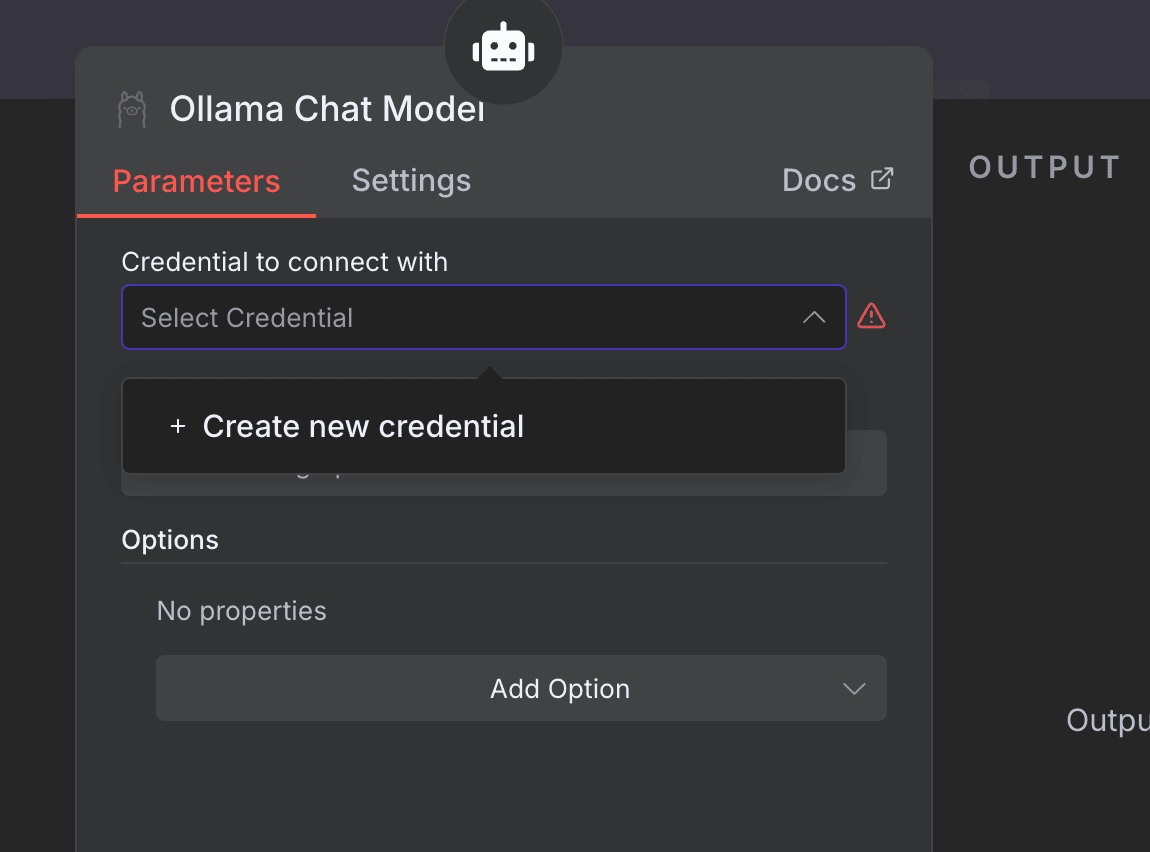 Ollama Chat Model
Parameters
Settings
Docs
OUTPUT
Credential to connect with
Select Credential
+ Create new credential
Options
No properties
Add Option
Outpu